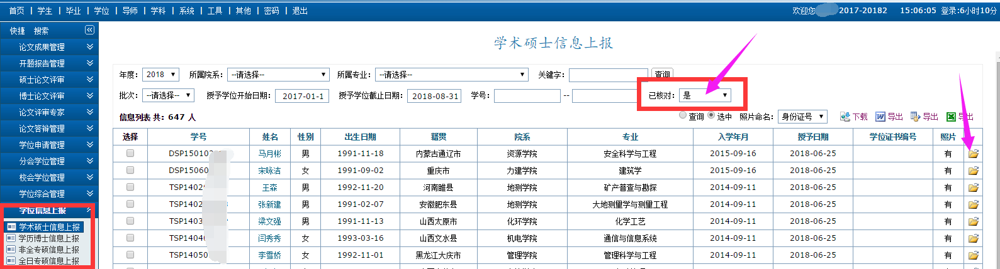 首页 | 学生 | 毕业 | 学位 | 导师 | 学科 | 系统 | 工具 | 其他 | 密码 | 退出
欢迎您 2017-20182 15:06:05 登录:6小时10分
快捷 搜索
论文成果管理
开题报告管理
硕士论文评审
博士论文评审
论文评审专家
论文答辩管理
学位申请管理
分会学位管理
校会学位管理
学位综合管理
学位信息上报
学术硕士信息上报
学历博士信息上报
非全专硕信息上报
全日专硕信息上报
学术硕士信息上报
年度: 2018 所属院系: --请选择-- 所属专业: --请选择-- 关键字: 查询
批次: --请选择-- 授予学位开始日期: 2017-01-1 授予学位截止日期: 2018-08-31 学号: -- 已核对: 是
信息列表 共: 647 人 查询 选中 照片命名: 身份证号 下载 导出 导出 导出
选择 学号 姓名 性别 出生日期 籍贯 院系 专业 入学年月 授予日期 学位证书编号 照片
DSP15010 马月彬 男 1991-11-18 内蒙古通辽市 资源学院 安全科学与工程 2015-09-16 2018-06-25 有
DSP15060 宋咏洁 女 1991-09-02 重庆市 力建学院 建筑学 2015-09-16 2018-06-25 有
TSP1402 王森 男 1992-11-20 河南睢县 地测学院 矿产普查与勘探 2014-09-11 2018-06-25 有
TSP1402 张新建 男 1991-02-07 安徽肥东县 地测学院 大地测量学与测量工程 2014-09-11 2018-06-25 有
TSP1403 梁文强 男 1991-11-13 山西太原市 化环学院 化学工艺 2014-09-11 2018-06-25 有
TSP1404 闫秀秀 女 1993-03-16 山西文水县 机电学院 通信与信息系统 2014-09-11 2018-06-25 有
TSP1405 李雪娇 女 1992-11-01 黑龙江大庆市 管理学院 管理科学与工程 2014-09-11 2018-06-25 有